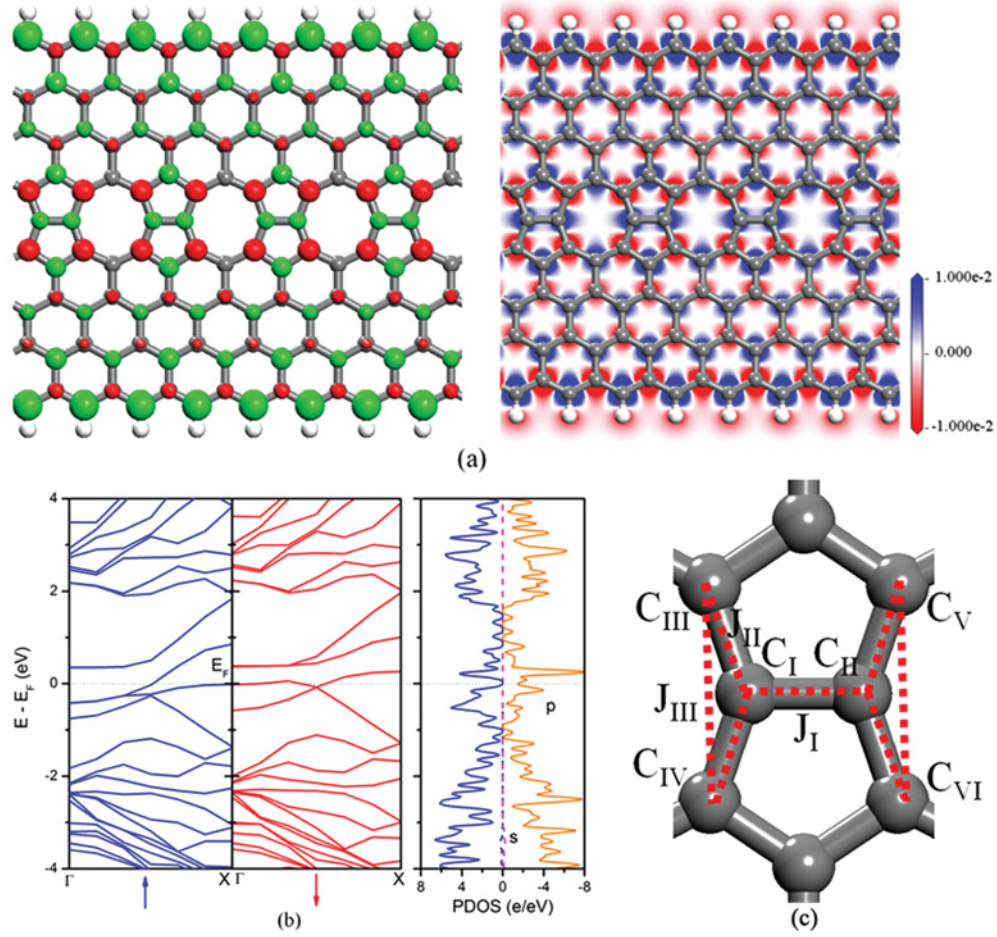 1.000e-2
0.000
-1.000e-2
(a)
4
2
0
-2
-4
E - E_F (eV)
E_F
Γ
X
Γ
X
p
s
8
4
0
-4
-8
PDOS (e/eV)
(b)
C_III
C_V
J_II
C_I
C_II
J_III
J_I
C_IV
C_VI
(c)